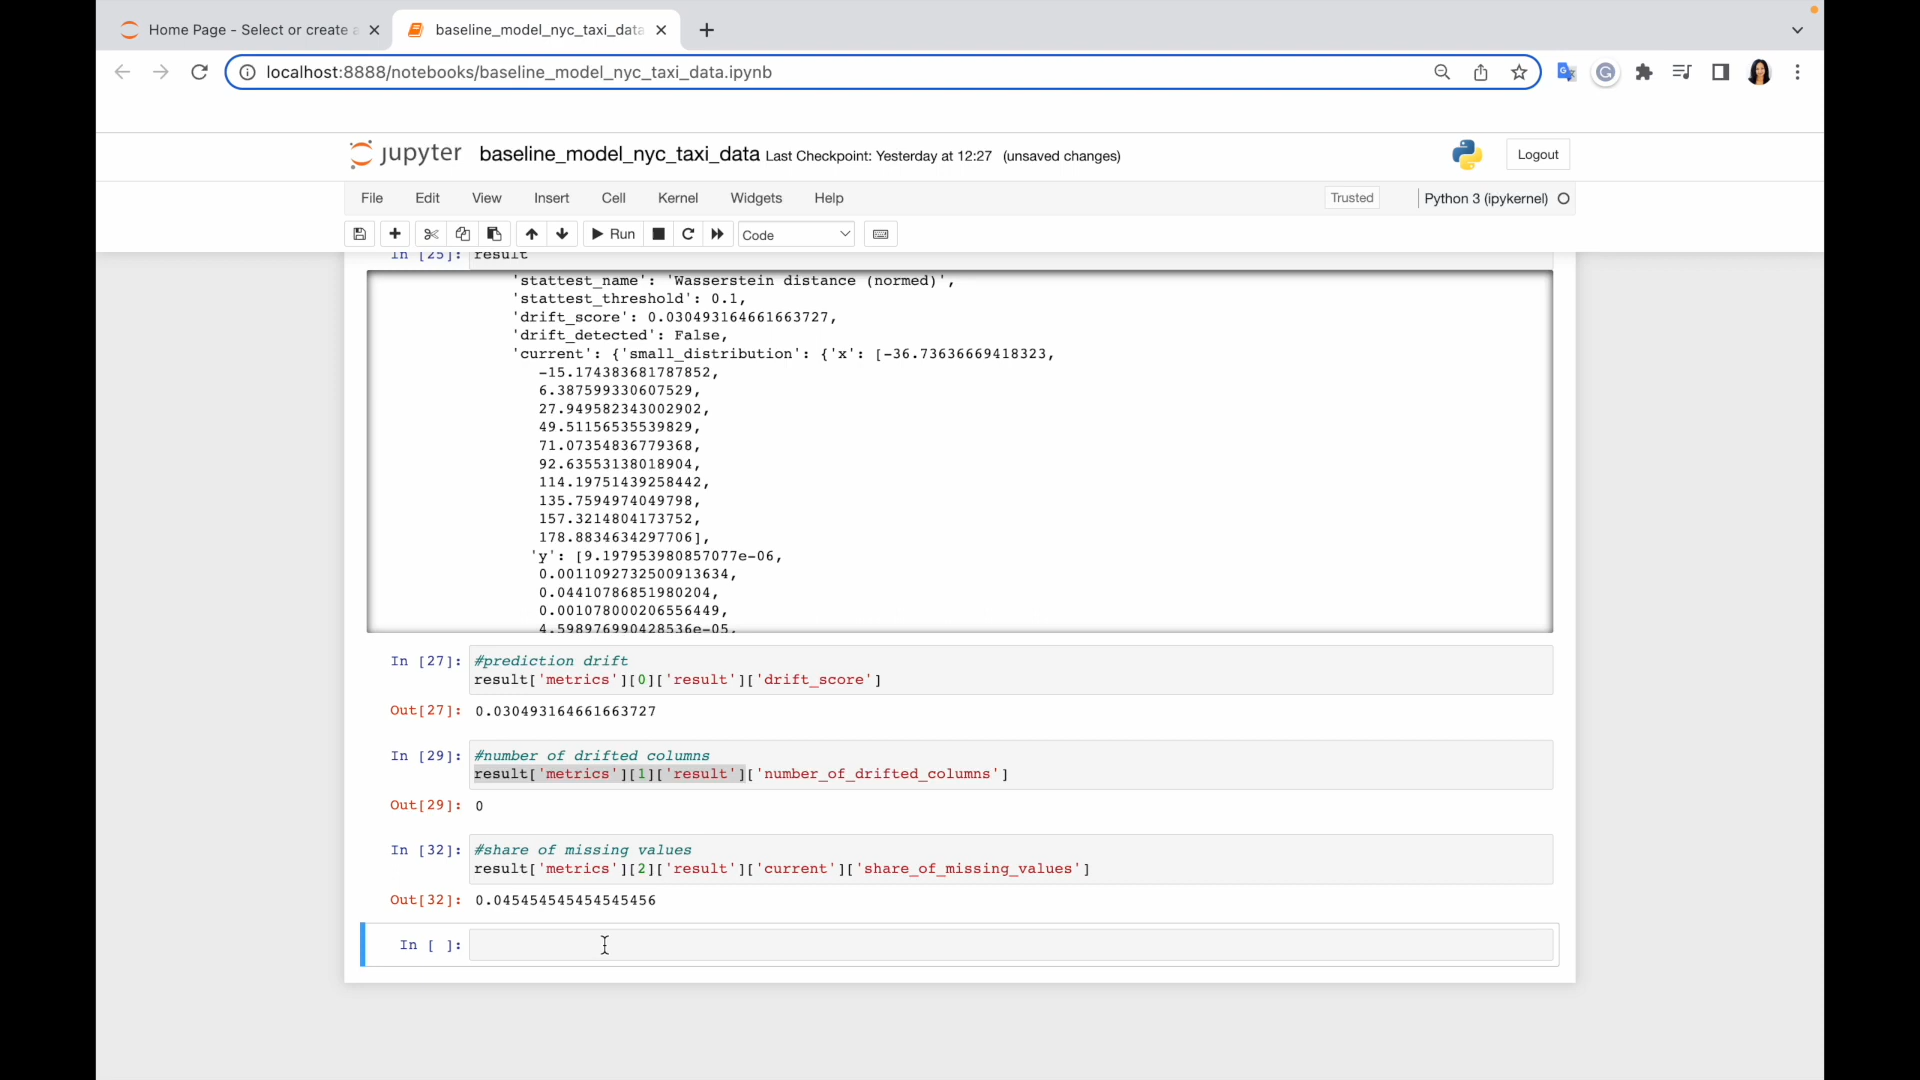 Home Page - Select or create a
baseline_model_nyc_taxi_data
localhost:8888/notebooks/baseline_model_nyc_taxi_data.ipynb
jupyter baseline_model_nyc_taxi_data Last Checkpoint: Yesterday at 12:27 (unsaved changes)
Logout
File Edit View Insert Cell Kernel Widgets Help
Trusted Python 3 (ipykernel)
Run Code
In [25]: result
'stattest_name': 'Wasserstein distance (normed)',
'stattest_threshold': 0.1,
'drift_score': 0.030493164661663727,
'drift_detected': False,
'current': {'small_distribution': {'x': [-36.73636669418323,
-15.174383681787852,
6.387599330607529,
27.949582343002902,
49.51156535539829,
71.07354836779368,
92.63553138018904,
114.19751439258442,
135.7594974049798,
157.3214804173752,
178.8834634297706],
'y': [9.197953980857077e-06,
0.0011092732500913634,
0.04410786851980204,
0.001078000206556449,
4.598976990428536e-05,
In [27]: #prediction drift
result['metrics'][0]['result']['drift_score']
Out[27]: 0.030493164661663727
In [29]: #number of drifted columns
result['metrics'][1]['result']['number_of_drifted_columns']
Out[29]: 0
In [32]: #share of missing values
result['metrics'][2]['result']['current']['share_of_missing_values']
Out[32]: 0.045454545454545456
In [ ]: